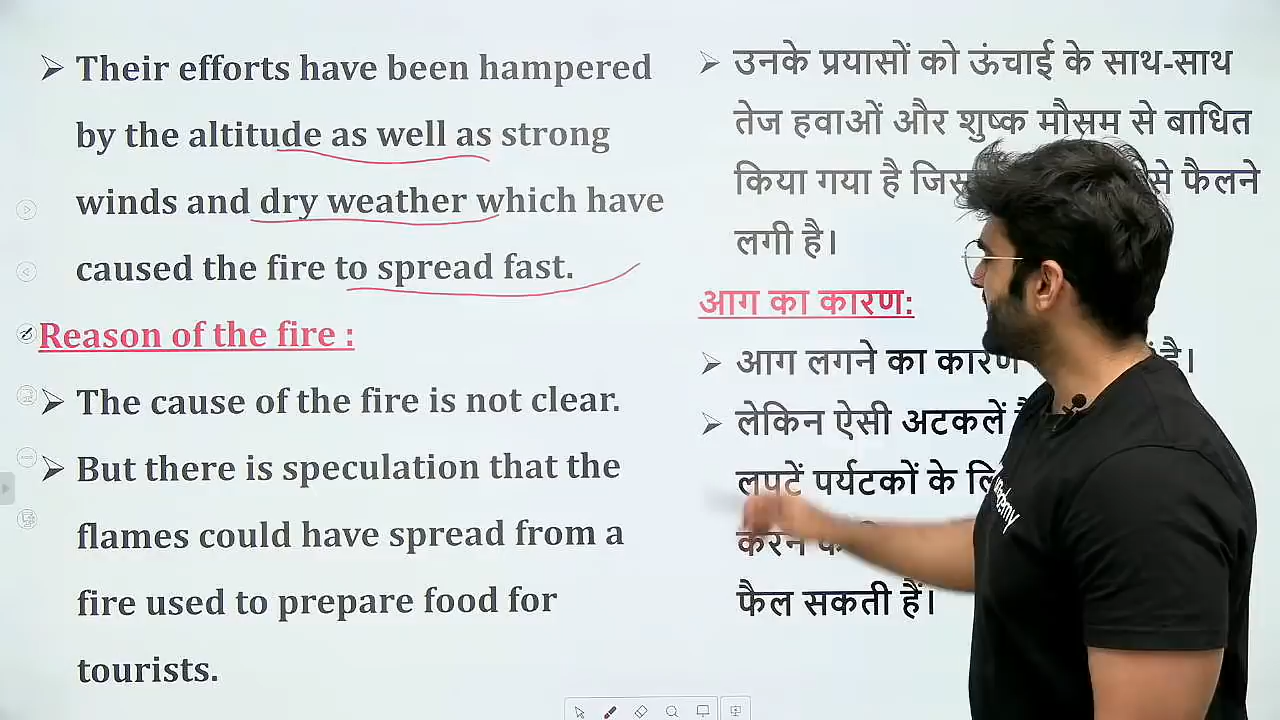 Their efforts have been hampered
by the altitude as well as strong
winds and dry weather which have
caused the fire to spread fast.
Reason of the fire :
The cause of the fire is not clear.
But there is speculation that the
flames could have spread from a
fire used to prepare food for
tourists.
उनके प्रयासों को ऊंचाई के साथ-साथ
तेज हवाओं और शुष्क मौसम से बाधित
किया गया है फैलने
लगी है।
आग का कारण:
आग लगने का कारण है।
लेकिन ऐसी अटकलें
लपटें पर्यटकों के
करने
फैल सकती हैं।